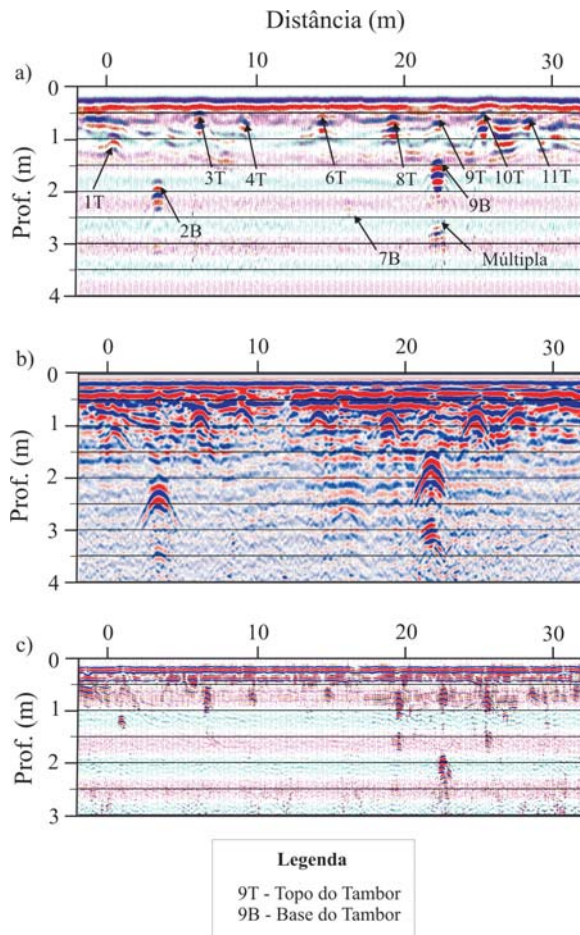 Distância (m)
a) 0 10 20 30
0
1
2
3
4
Prof. (m)
1T 3T 4T 6T 8T 9T 10T 11T
2B 9B
7B Múltipla
b) 0 10 20 30
0
1
2
3
4
Prof. (m)
c) 0 10 20 30
0
1
2
3
Prof. (m)
Legenda
9T - Topo do Tambor
9B - Base do Tambor